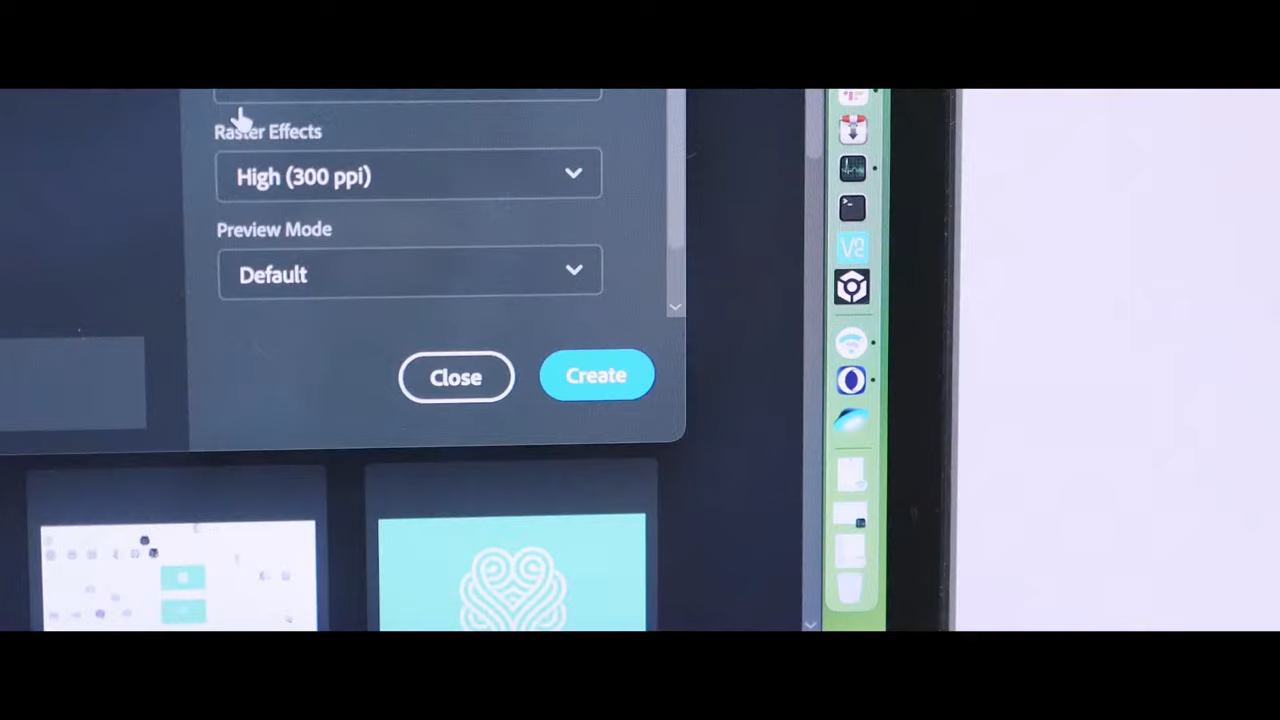 Raster Effects
High (300 ppi)
Preview Mode
Default
Close
Create